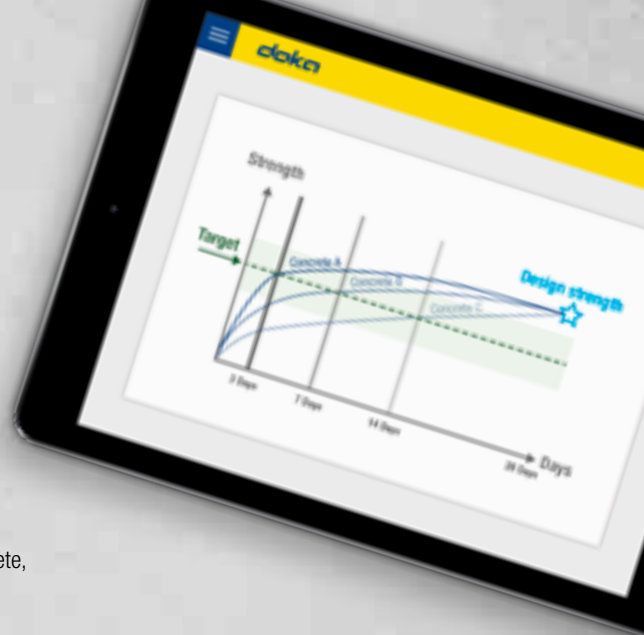 doka
Strength
Target
Concrete A
Concrete B
Concrete C
Design strength
3 Days
7 Days
14 Days
28 Days
Days
ete,